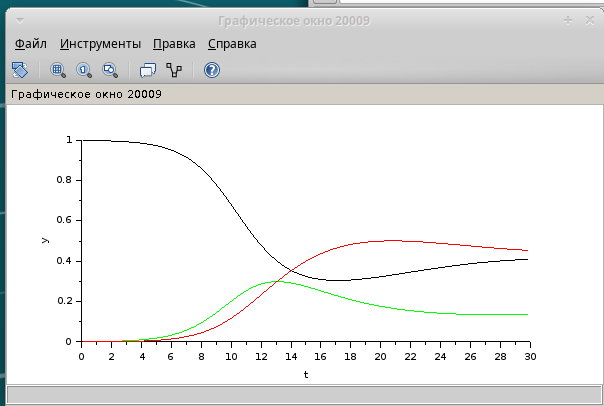 Графическое окно 20009
Файл Инструменты Правка Справка
Графическое окно 20009
1
0.8
0.6
y
0.4
0.2
0
0 2 4 6 8 10 12 14 16 18 20 22 24 26 28 30
t